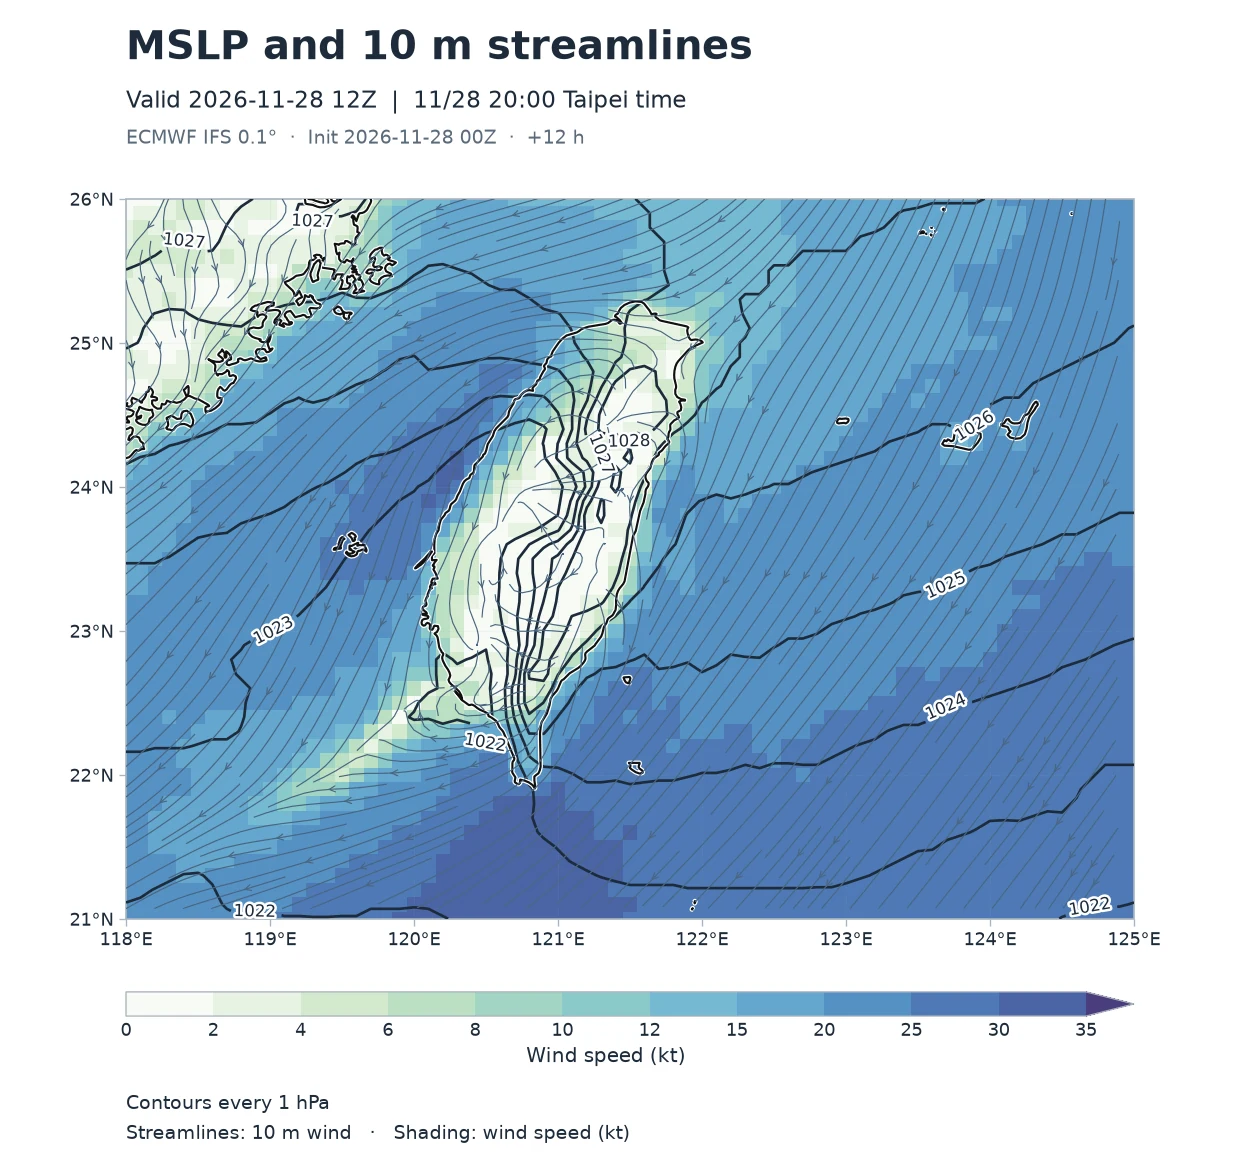 MSLP and 10 m streamlines
Valid 2026-11-28 12Z | 11/28 20:00 Taipei time
ECMWF IFS 0.1° · Init 2026-11-28 00Z · +12 h
26°N
1027
1027
25°N
1026
1028
1027
24°N
1025
1023
23°N
1024
1022
22°N
1022
1022
21°N
118°E 119°E 120°E 121°E 122°E 123°E 124°E 125°E
0 2 4 6 8 10 12 15 20 25 30 35
Wind speed (kt)
Contours every 1 hPa
Streamlines: 10 m wind · Shading: wind speed (kt)